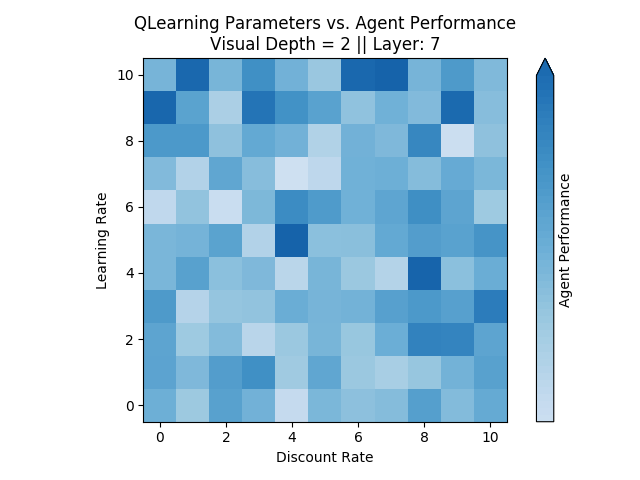 QLearning Parameters vs. Agent Performance
Visual Depth = 2 || Layer: 7
10
8
6
4
2
0
Learning Rate
0 2 4 6 8 10
Discount Rate
Agent Performance